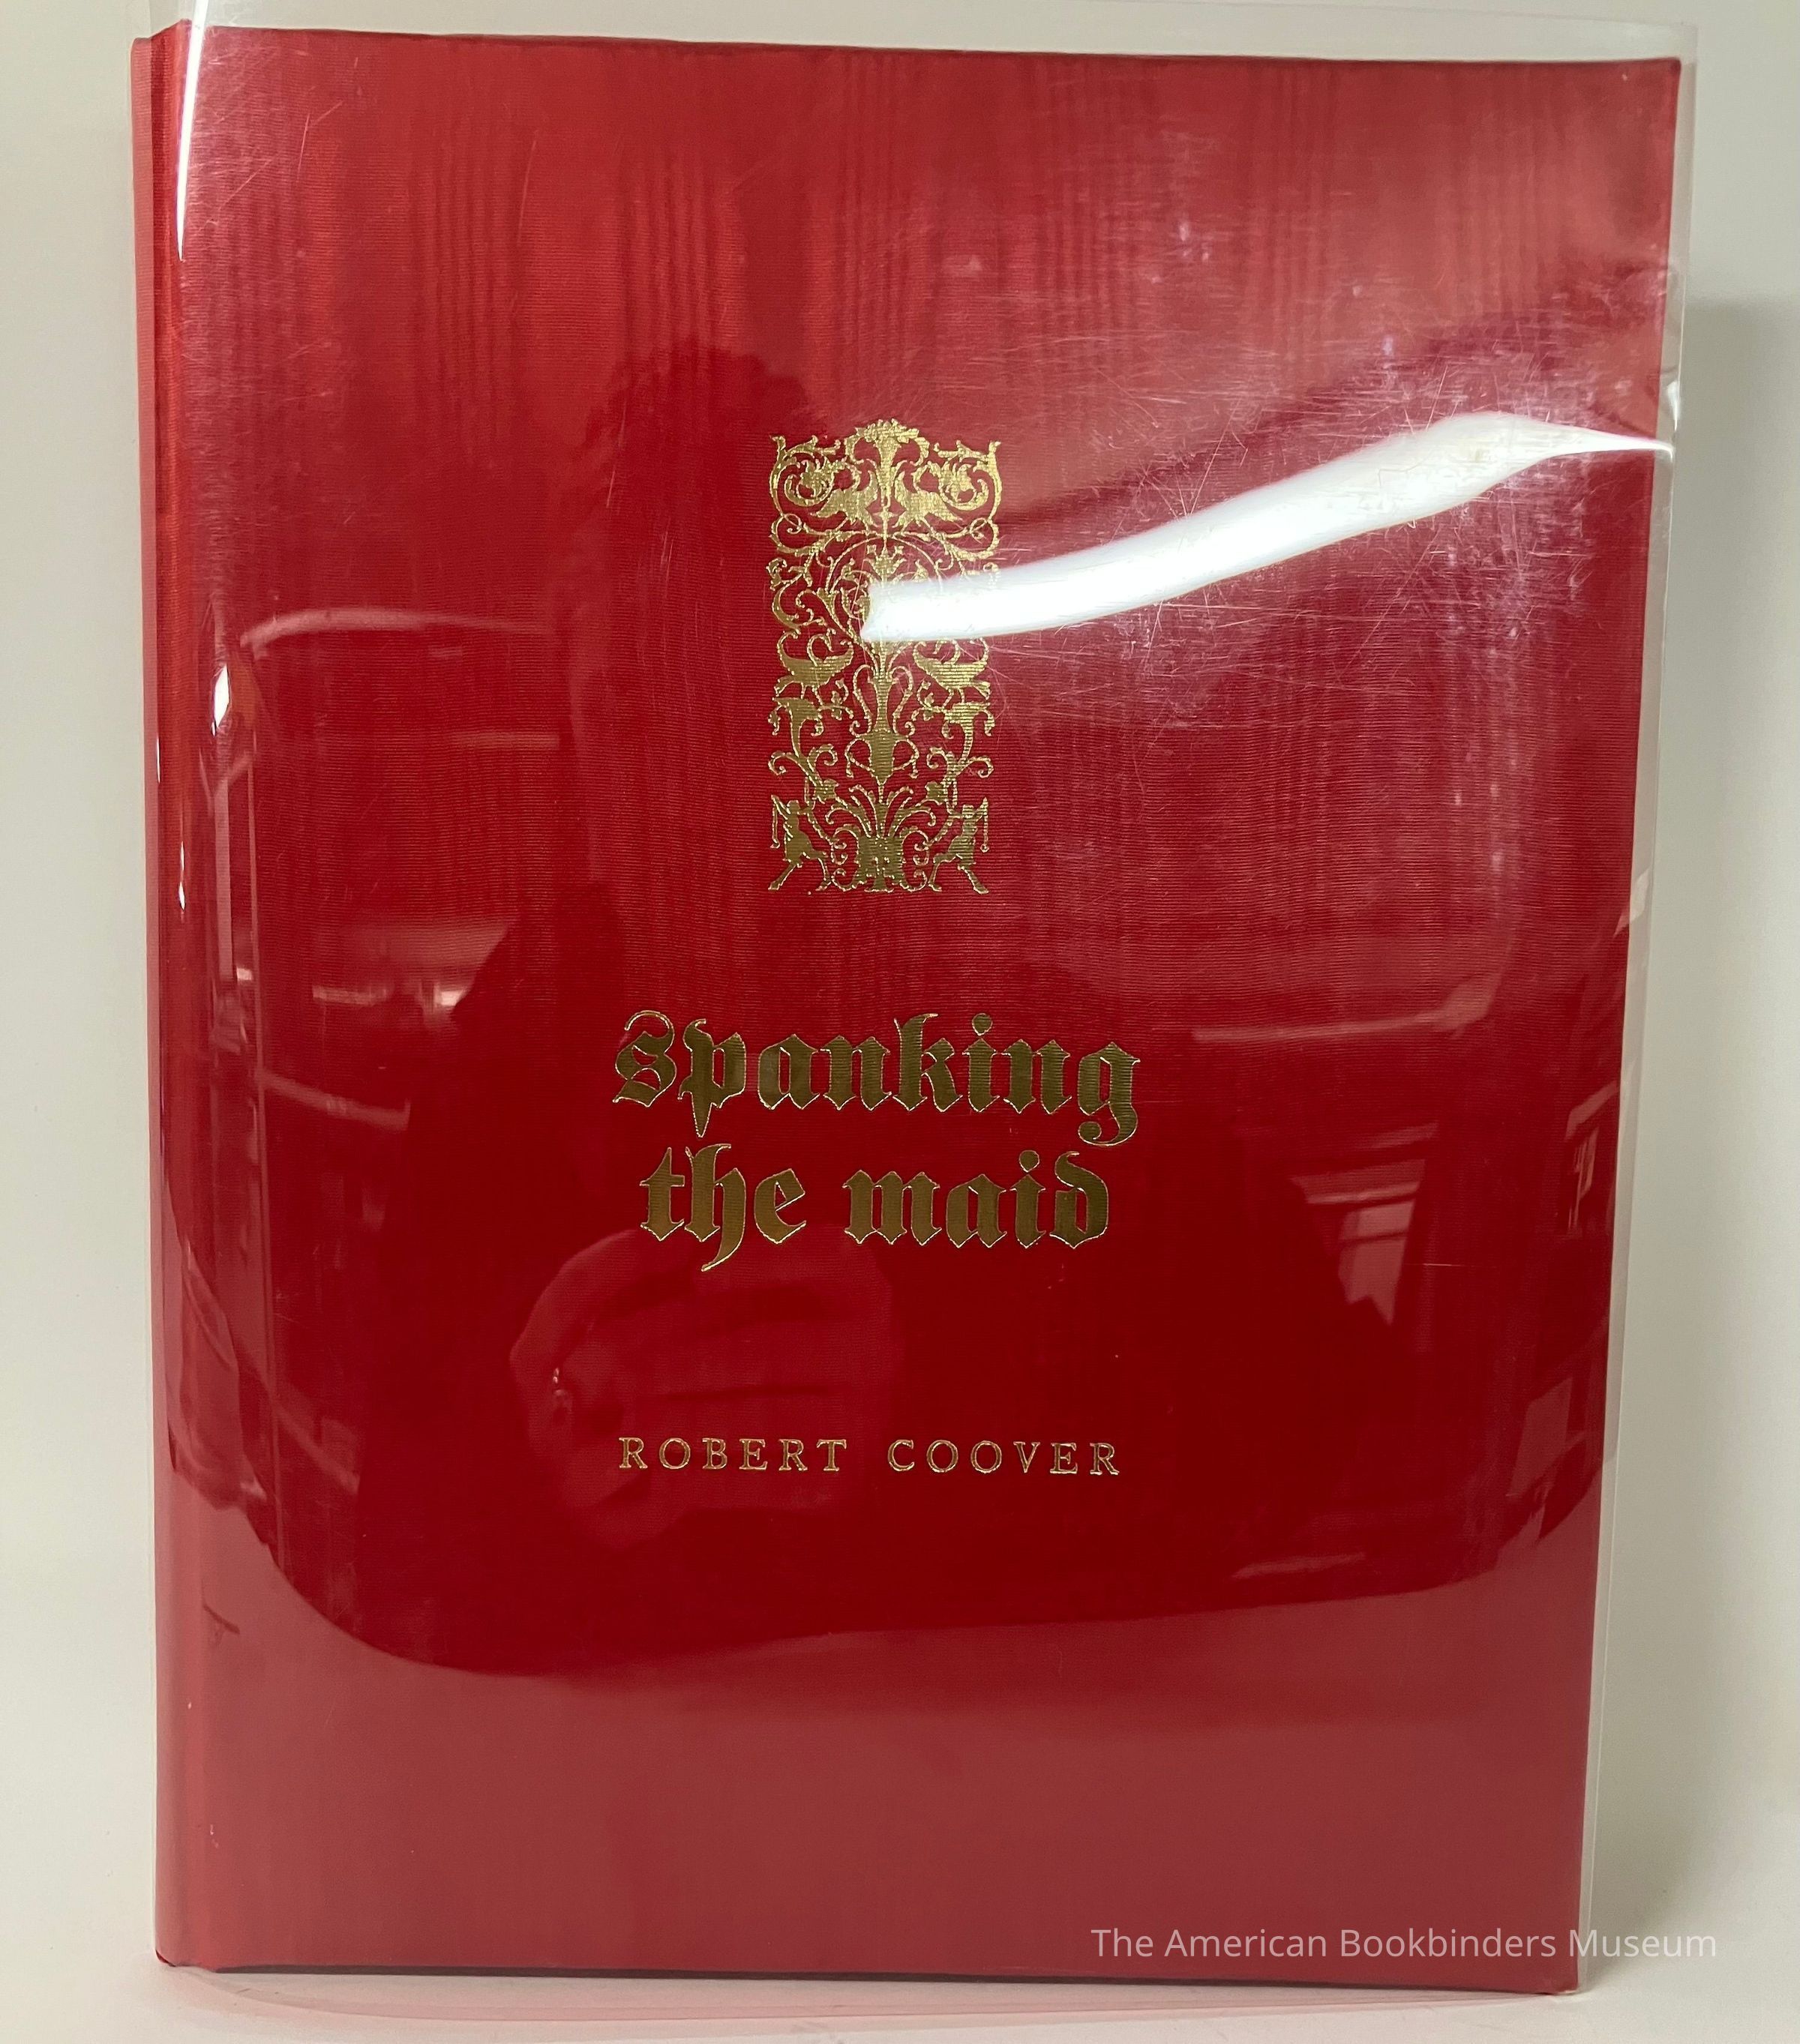 spanking
the maid
ROBERT COOVER
The American Bookbinders Museum